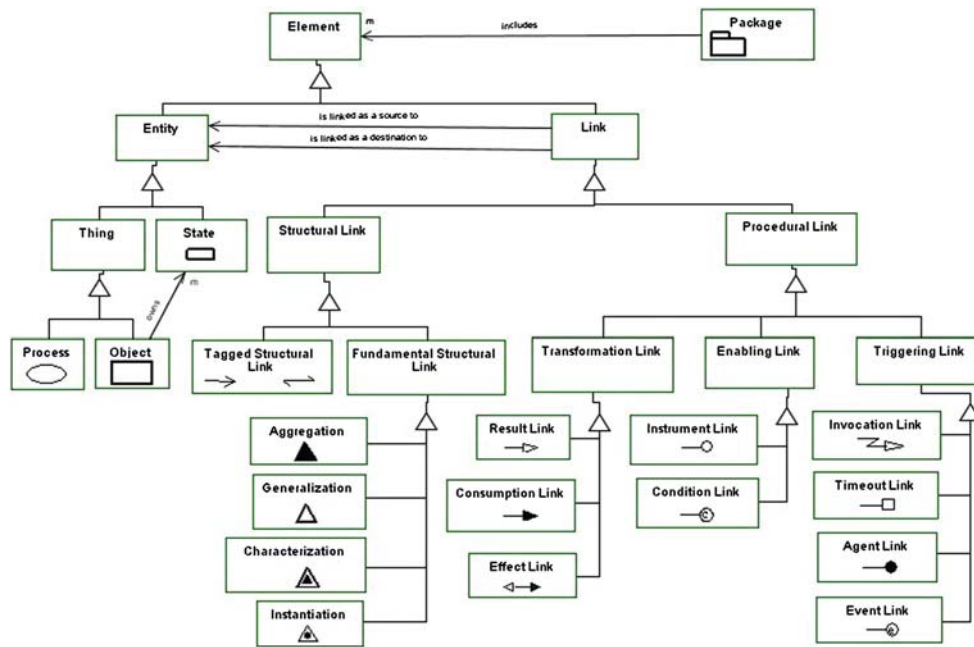 Element
m
includes
Package
Entity
is linked as a source to
is linked as a destination to
Link
Thing
State
Structural Link
Procedural Link
owns
m
Process
Object
Tagged Structural
Link
Fundamental Structural
Link
Transformation Link
Enabling Link
Triggering Link
Aggregation
Result Link
Instrument Link
Invocation Link
Generalization
Consumption Link
Condition Link
c
Timeout Link
Characterization
Effect Link
Agent Link
Instantiation
Event Link
e